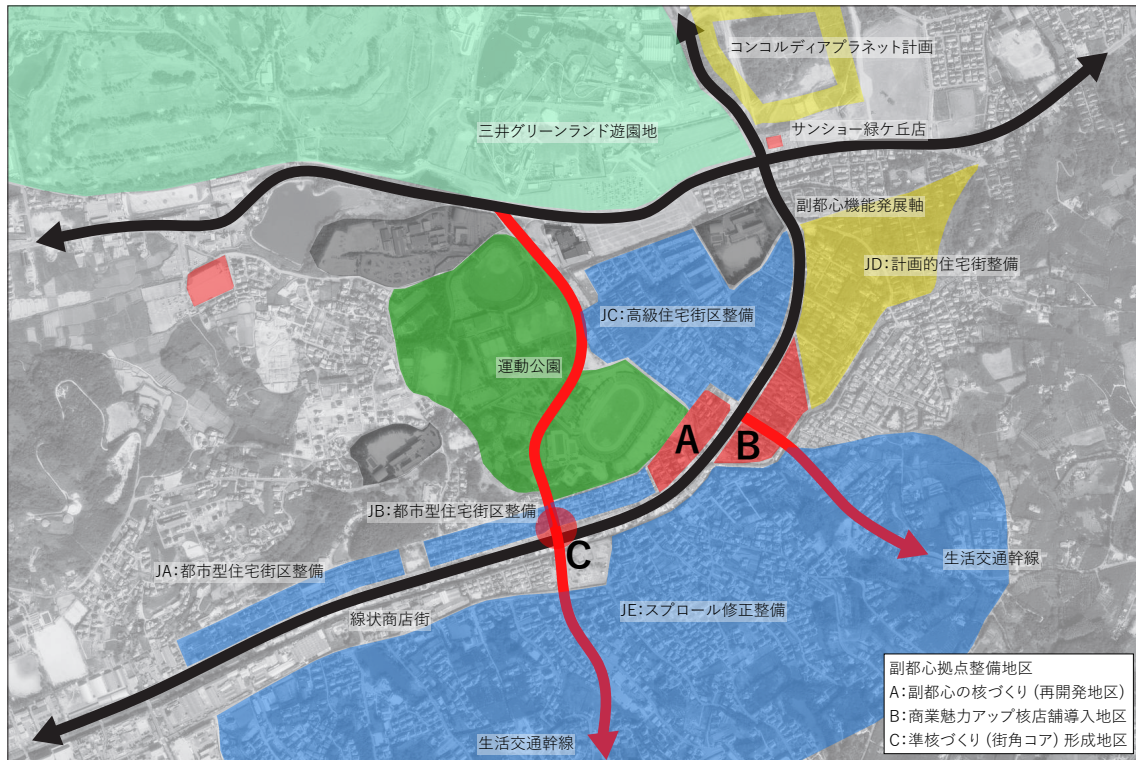 コンコルディアプラネット計画
三井グリーンランド遊園地
サンショー緑ケ丘店
副都心機能発展軸
JD：計画的住宅街整備
JC：高級住宅街区整備
運動公園
A
B
JB：都市型住宅街区整備
C
JA：都市型住宅街区整備
生活交通幹線
線状商店街
JE：スプロール修正整備
生活交通幹線
副都心拠点整備地区
A：副都心の核づくり（再開発地区）
B：商業魅力アップ核店舗導入地区
C：準核づくり（街角コア）形成地区